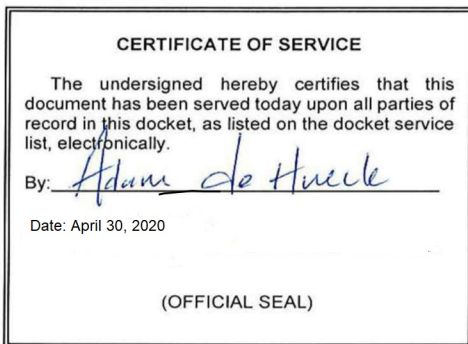 CERTIFICATE OF SERVICE
The undersigned hereby certifies that this
document has been served today upon all parties of
record in this docket, as listed on the docket service
list, electronically.
By: Adam de Hueck
Date: April 30, 2020
(OFFICIAL SEAL)